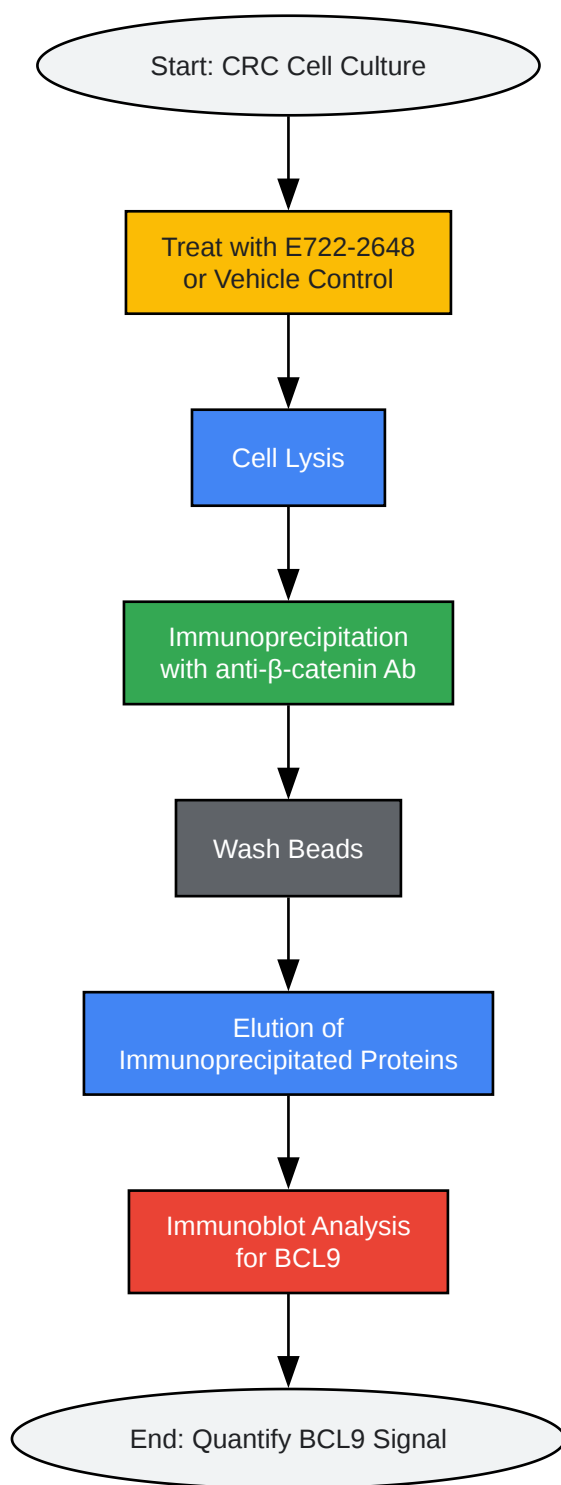 Start: CRC Cell Culture
Treat with E722-2648
or Vehicle Control
Cell Lysis
Immunoprecipitation
with anti-β-catenin Ab
Wash Beads
Elution of
Immunoprecipitated Proteins
Immunoblot Analysis
for BCL9
End: Quantify BCL9 Signal